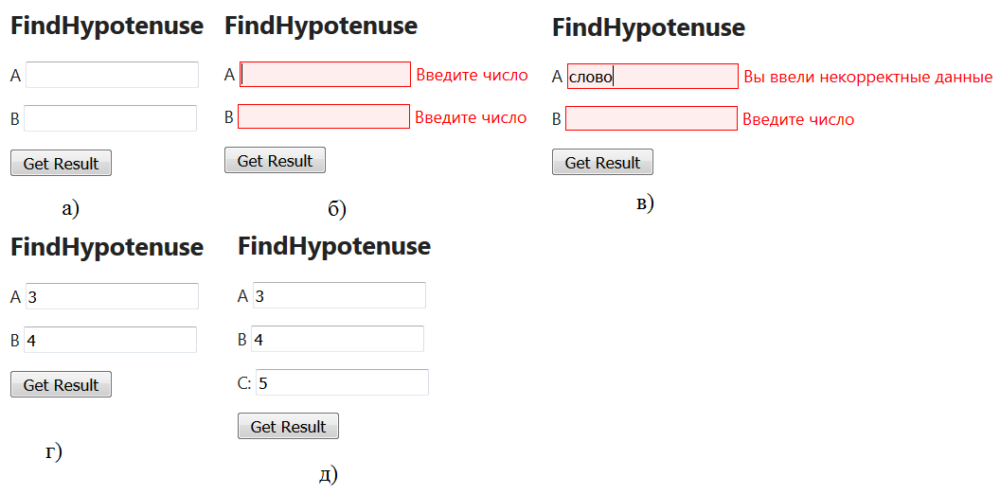 FindHypotenuse
A
B
Get Result
а)
FindHypotenuse
A Введите число
B Введите число
Get Result
б)
FindHypotenuse
A слово Вы ввели некорректные данные
B Введите число
Get Result
в)
FindHypotenuse
A 3
B 4
Get Result
г)
FindHypotenuse
A 3
B 4
C: 5
Get Result
д)